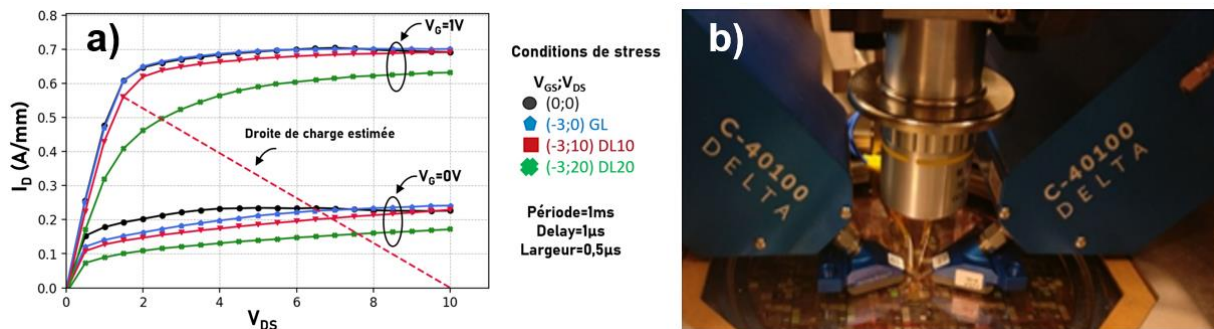 a)
V_G=1V
V_G=0V
Droite de charge estimée
I_D (A/mm)
0.8
0.7
0.6
0.5
0.4
0.3
0.2
0.1
0.0
0
2
4
6
8
10
V_DS
Conditions de stress
V_GS;V_DS
(0;0)
(-3;0) GL
(-3;10) DL10
(-3;20) DL20
Période=1ms
Delay=1µs
Largeur=0,5µs
b)
C-40100
DELTA
C-40100
DELTA